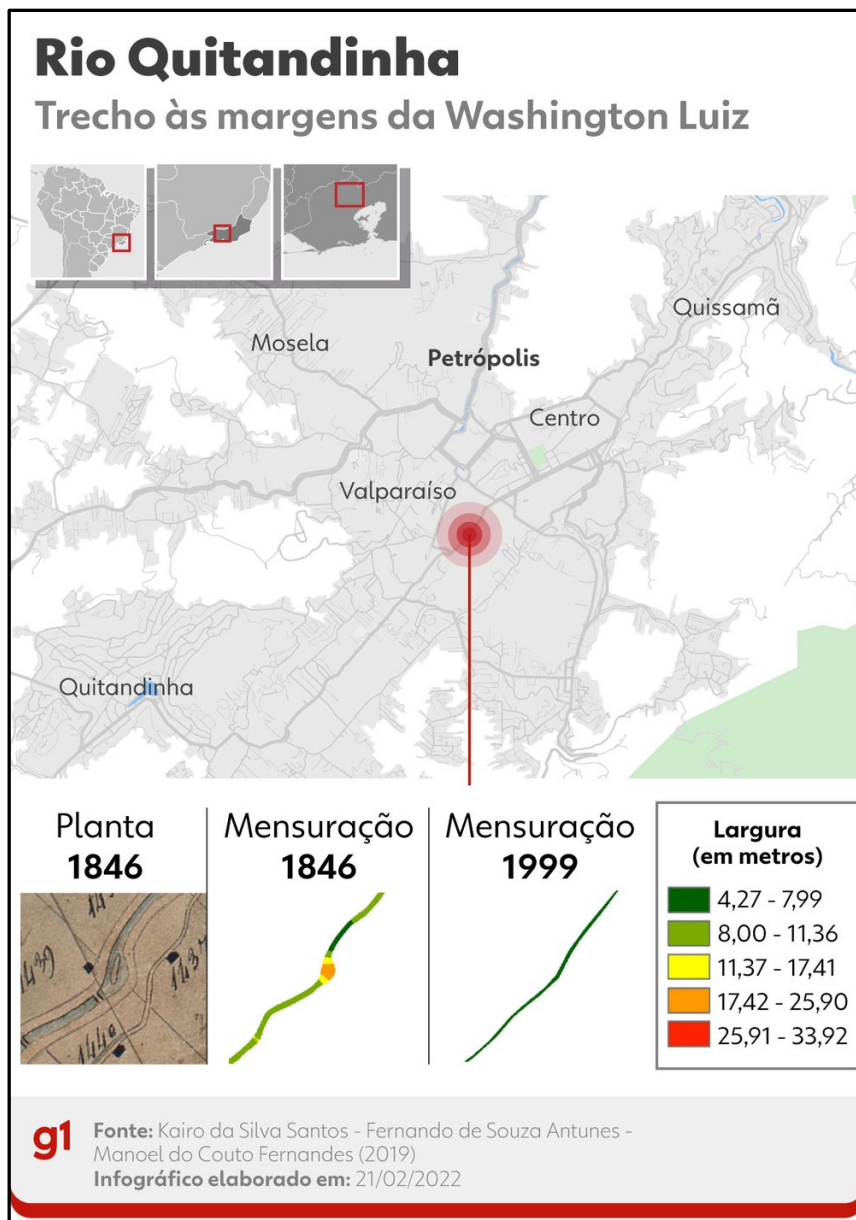 Rio Quitandinha
Trecho às margens da Washington Luiz
Quissamã
Mosela
Petrópolis
Centro
Valparaíso
Quitandinha
Planta
1846
Mensuração
1846
Mensuração
1999
Largura
(em metros)
4,27 - 7,99
8,00 - 11,36
11,37 - 17,41
17,42 - 25,90
25,91 - 33,92
1440
g1
Fonte: Kairo da Silva Santos - Fernando de Souza Antunes -
Manoel do Couto Fernandes (2019)
Infográfico elaborado em: 21/02/2022